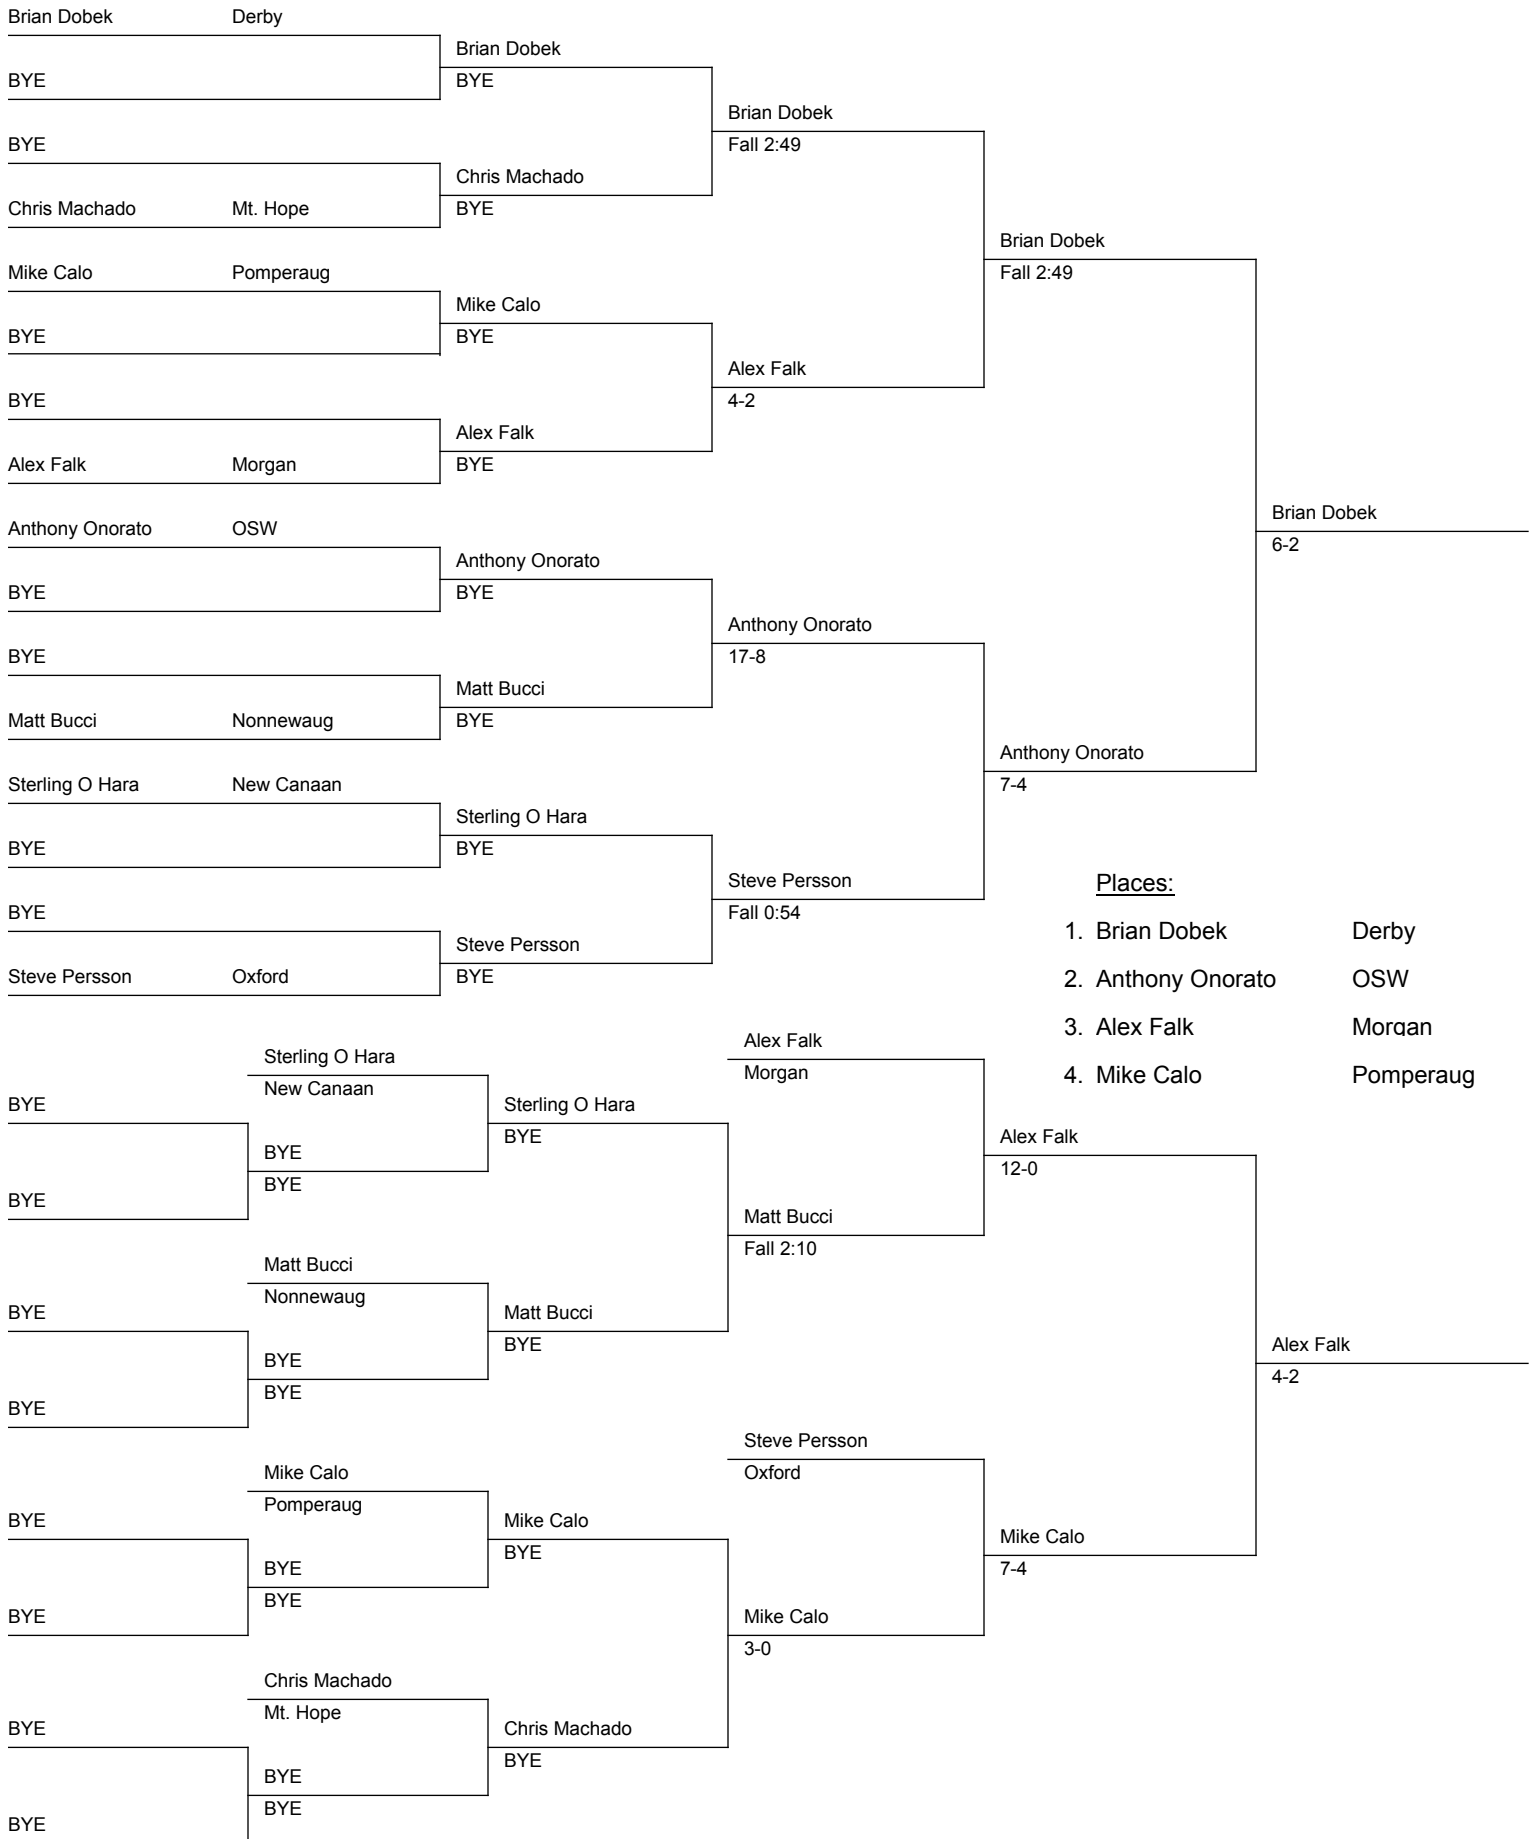 Brian Dobek Derby
Brian Dobek
BYE BYE
Brian Dobek
BYE Fall 2:49
Chris Machado
Chris Machado Mt. Hope BYE
Brian Dobek
Mike Calo Pomperaug Fall 2:49
Mike Calo
BYE BYE
Alex Falk
BYE 4-2
Alex Falk
Alex Falk Morgan BYE
Brian Dobek
Anthony Onorato OSW
6-2
Anthony Onorato
BYE BYE
Anthony Onorato
BYE 17-8
Matt Bucci
Matt Bucci Nonnewaug BYE
Anthony Onorato
Sterling O Hara New Canaan 7-4
Sterling O Hara
BYE BYE
Steve Persson Places:
BYE Fall 0:54
1. Brian Dobek Derby
Steve Persson
Steve Persson Oxford BYE
2. Anthony Onorato OSW
3. Alex Falk Morgan
Alex Falk
Sterling O Hara
Morgan
4. Mike Calo Pomperaug
New Canaan
BYE Sterling O Hara
BYE Alex Falk
BYE
12-0
BYE
BYE
Matt Bucci
Fall 2:10
Matt Bucci
Nonnewaug
BYE Matt Bucci
BYE Alex Falk
BYE
4-2
BYE
BYE
Steve Persson
Mike Calo Oxford
Pomperaug
BYE Mike Calo
Mike Calo
BYE
BYE 7-4
BYE
BYE Mike Calo
3-0
Chris Machado
Mt. Hope
BYE Chris Machado
BYE
BYE
BYE
BYE